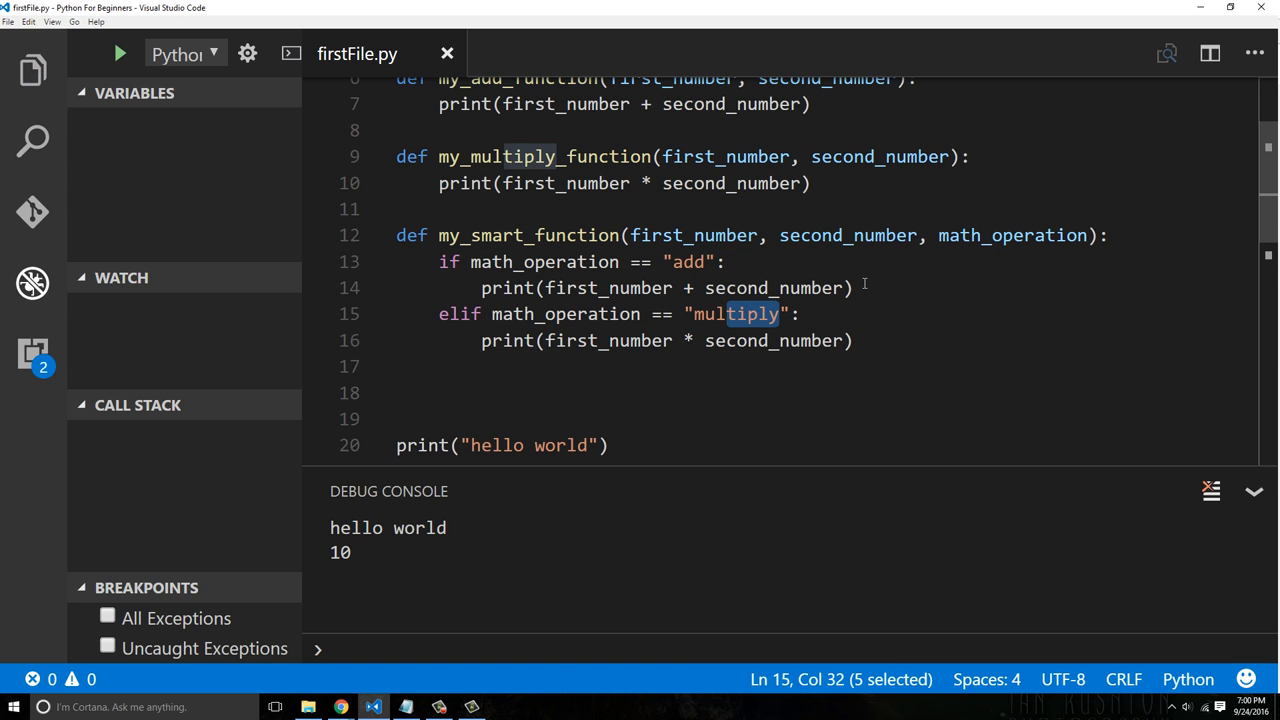 firstFile.py - Python For Beginners - Visual Studio Code
File Edit View Go Help
Python
firstFile.py
VARIABLES
WATCH
CALL STACK
BREAKPOINTS
All Exceptions
Uncaught Exceptions
2
6 def my_add_function(first_number, second_number):
7 print(first_number + second_number)
8
9 def my_multiply_function(first_number, second_number):
10 print(first_number * second_number)
11
12 def my_smart_function(first_number, second_number, math_operation):
13 if math_operation == "add":
14 print(first_number + second_number)
15 elif math_operation == "multiply":
16 print(first_number * second_number)
17
18
19
20 print("hello world")
DEBUG CONSOLE
hello world
10
0 0 Ln 15, Col 32 (5 selected) Spaces: 4 UTF-8 CRLF Python
I'm Cortana. Ask me anything.
7:00 PM
9/24/2016